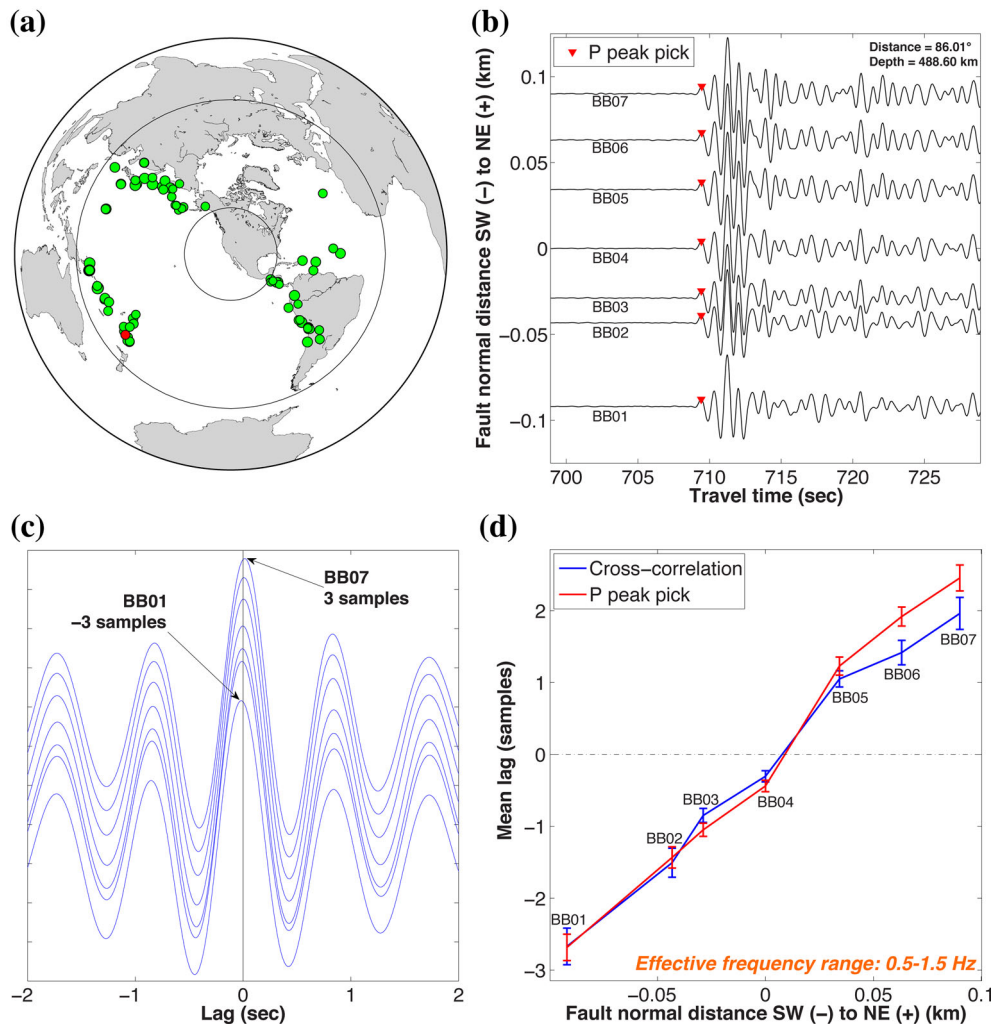 (a)
(b)
P peak pick
Distance = 86.01°
Depth = 488.60 km
Fault normal distance SW (−) to NE (+) (km)
0.1
0.05
0
−0.05
−0.1
BB07
BB06
BB05
BB04
BB03
BB02
BB01
700 705 710 715 720 725
Travel time (sec)
(c)
BB07
3 samples
BB01
−3 samples
−2 −1 0 1 2
Lag (sec)
(d)
Cross−correlation
P peak pick
Mean lag (samples)
2
1
0
−1
−2
−3
BB07
BB06
BB05
BB04
BB03
BB02
BB01
Effective frequency range: 0.5-1.5 Hz
−0.05 0 0.05 0.1
Fault normal distance SW (−) to NE (+) (km)